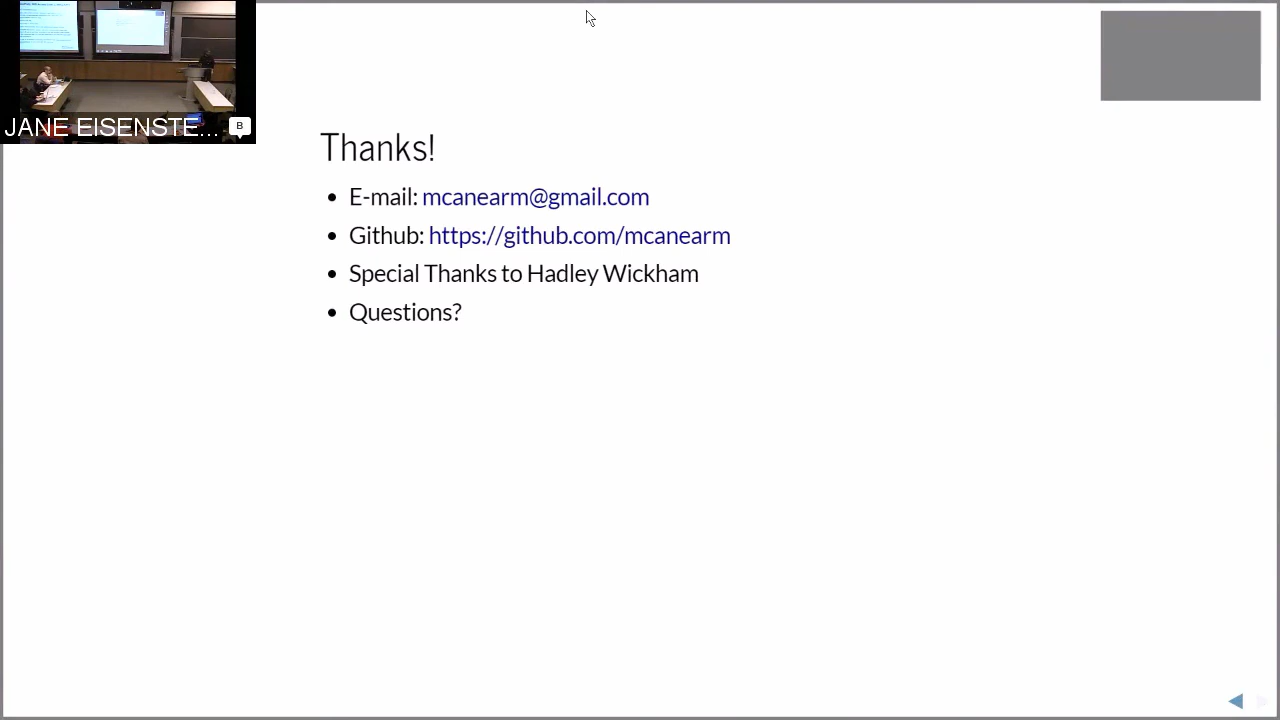 JANE EISENSTE...
B
Thanks!
• E-mail: mcanearm@gmail.com
• Github: https://github.com/mcanearm
• Special Thanks to Hadley Wickham
• Questions?